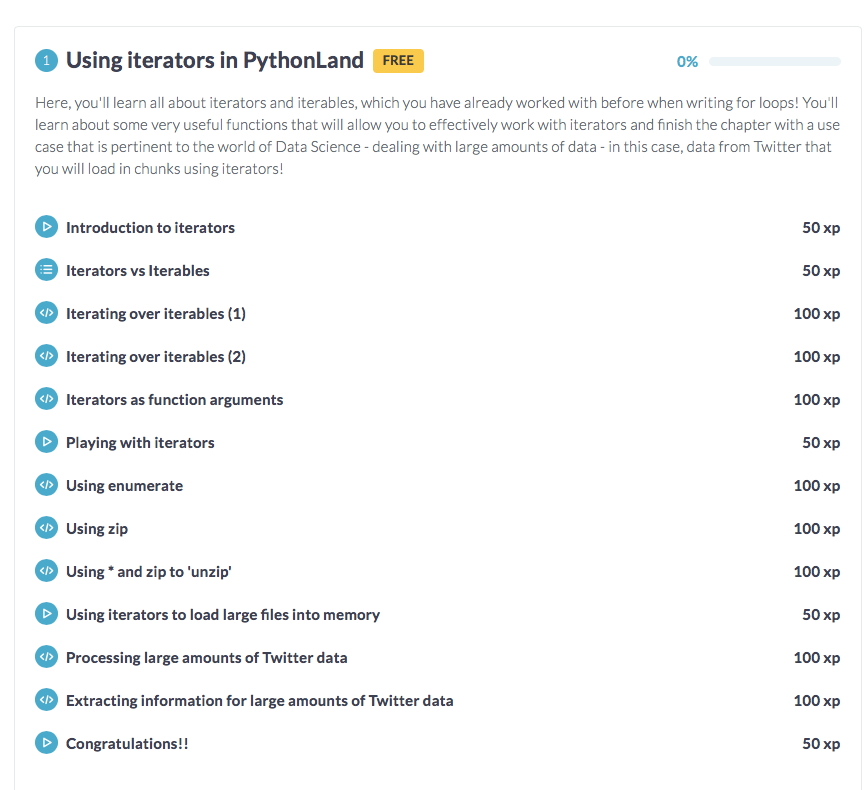 1 Using iterators in PythonLand FREE 0%
Here, you'll learn all about iterators and iterables, which you have already worked with before when writing for loops! You'll
learn about some very useful functions that will allow you to effectively work with iterators and finish the chapter with a use
case that is pertinent to the world of Data Science - dealing with large amounts of data - in this case, data from Twitter that
you will load in chunks using iterators!
Introduction to iterators 50 xp
Iterators vs Iterables 50 xp
Iterating over iterables (1) 100 xp
Iterating over iterables (2) 100 xp
Iterators as function arguments 100 xp
Playing with iterators 50 xp
Using enumerate 100 xp
Using zip 100 xp
Using * and zip to 'unzip' 100 xp
Using iterators to load large files into memory 50 xp
Processing large amounts of Twitter data 100 xp
Extracting information for large amounts of Twitter data 100 xp
Congratulations!! 50 xp